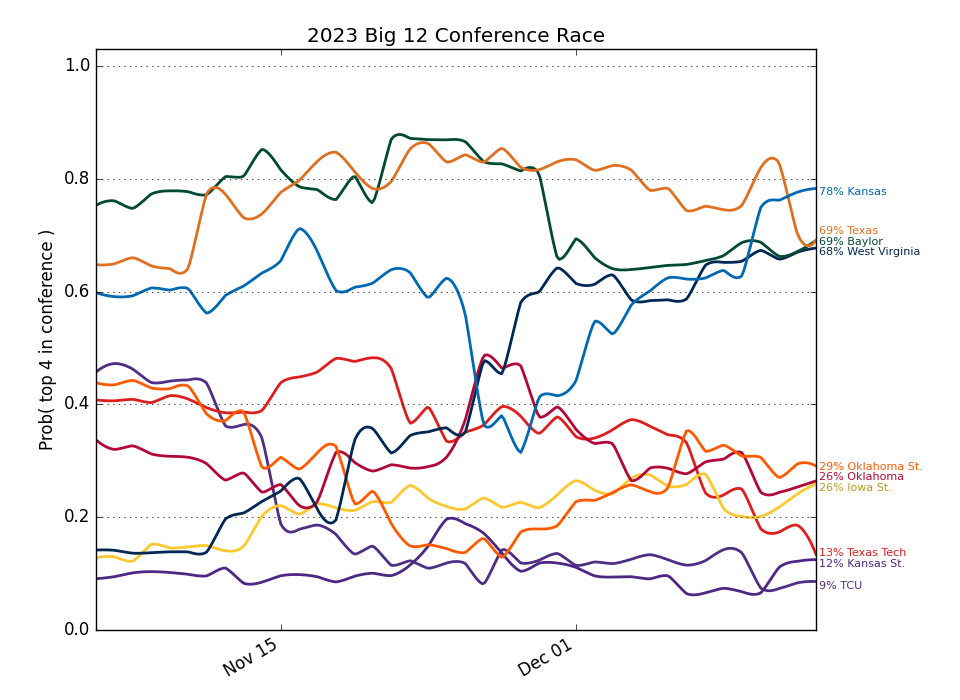 2023 Big 12 Conference Race
Prob( top 4 in conference )
1.0
0.8
0.6
0.4
0.2
0.0
Nov 15
Dec 01
78% Kansas
69% Texas
69% Baylor
68% West Virginia
29% Oklahoma St.
26% Oklahoma
26% Iowa St.
13% Texas Tech
12% Kansas St.
9% TCU